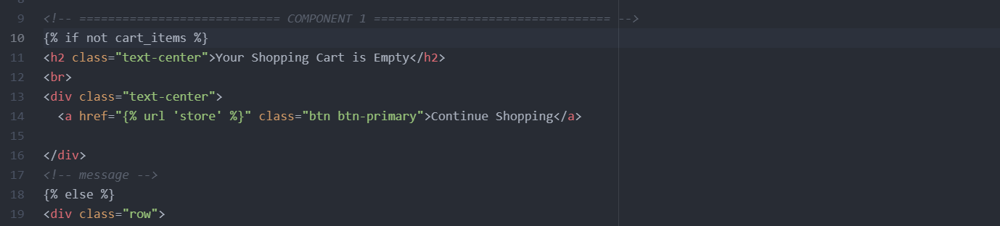 8
9 <!-- ============================ COMPONENT 1 ================================= -->
10 {% if not cart_items %}
11 <h2 class="text-center">Your Shopping Cart is Empty</h2>
12 <br>
13 <div class="text-center">
14   <a href="{% url 'store' %}" class="btn btn-primary">Continue Shopping</a>
15
16 </div>
17 <!-- message -->
18 {% else %}
19 <div class="row">